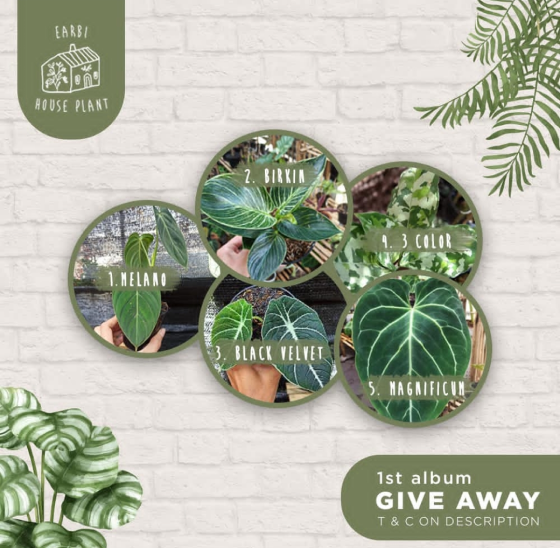 EARBI
HOUSE PLANT
1.MELANO
2. BIRKIN
3. BLACK VELVET
4. 3 COLOR
5. MAGNIFICUM
1st album
GIVE AWAY
T & C ON DESCRIPTION